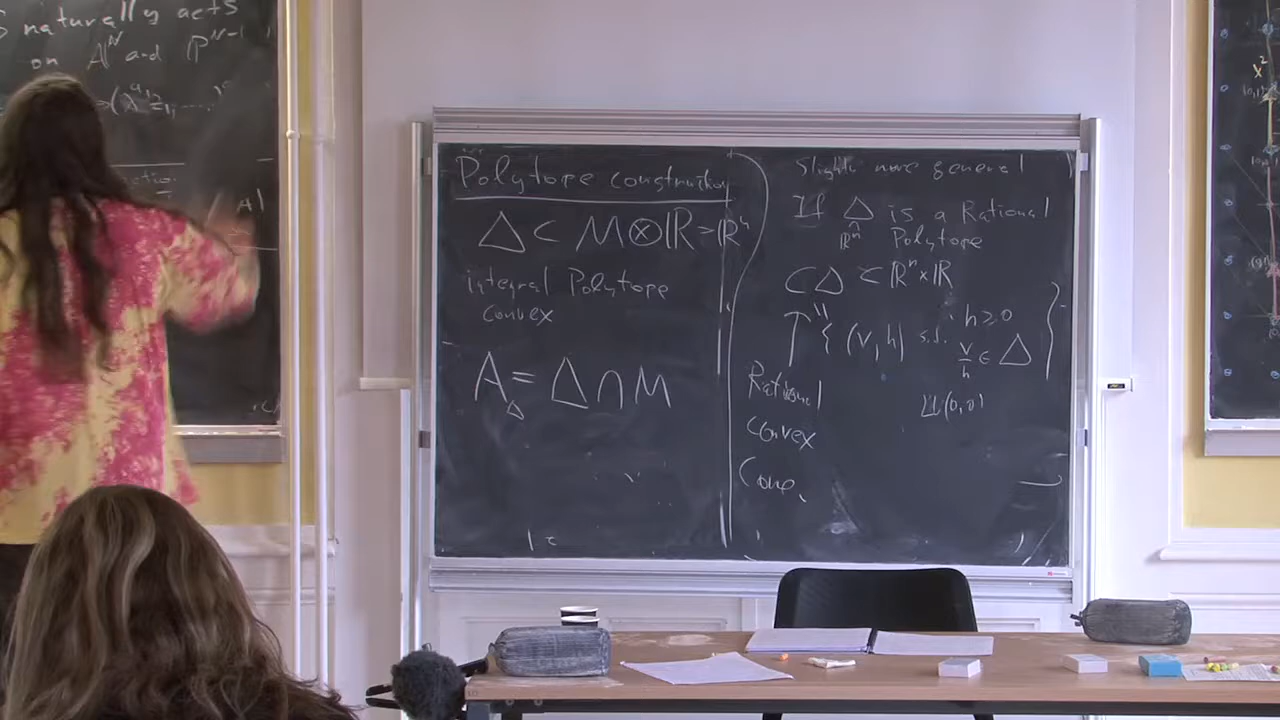 naturally acts
on A^N and P^{N-1}
Polytope construction
Δ ⊂ M⊗ℝ = ℝ^n
integral Polytope
convex
A_Δ = Δ ∩ M
Slightly more general
If Δ is a Rational
ℝ^n Polytope
CΔ ⊂ ℝ^n × ℝ
↑ " { (v, h) s.t. h ≥ 0
v/h ∈ Δ }
⊔ (0,0)
Rational
convex
Cone.
x^2